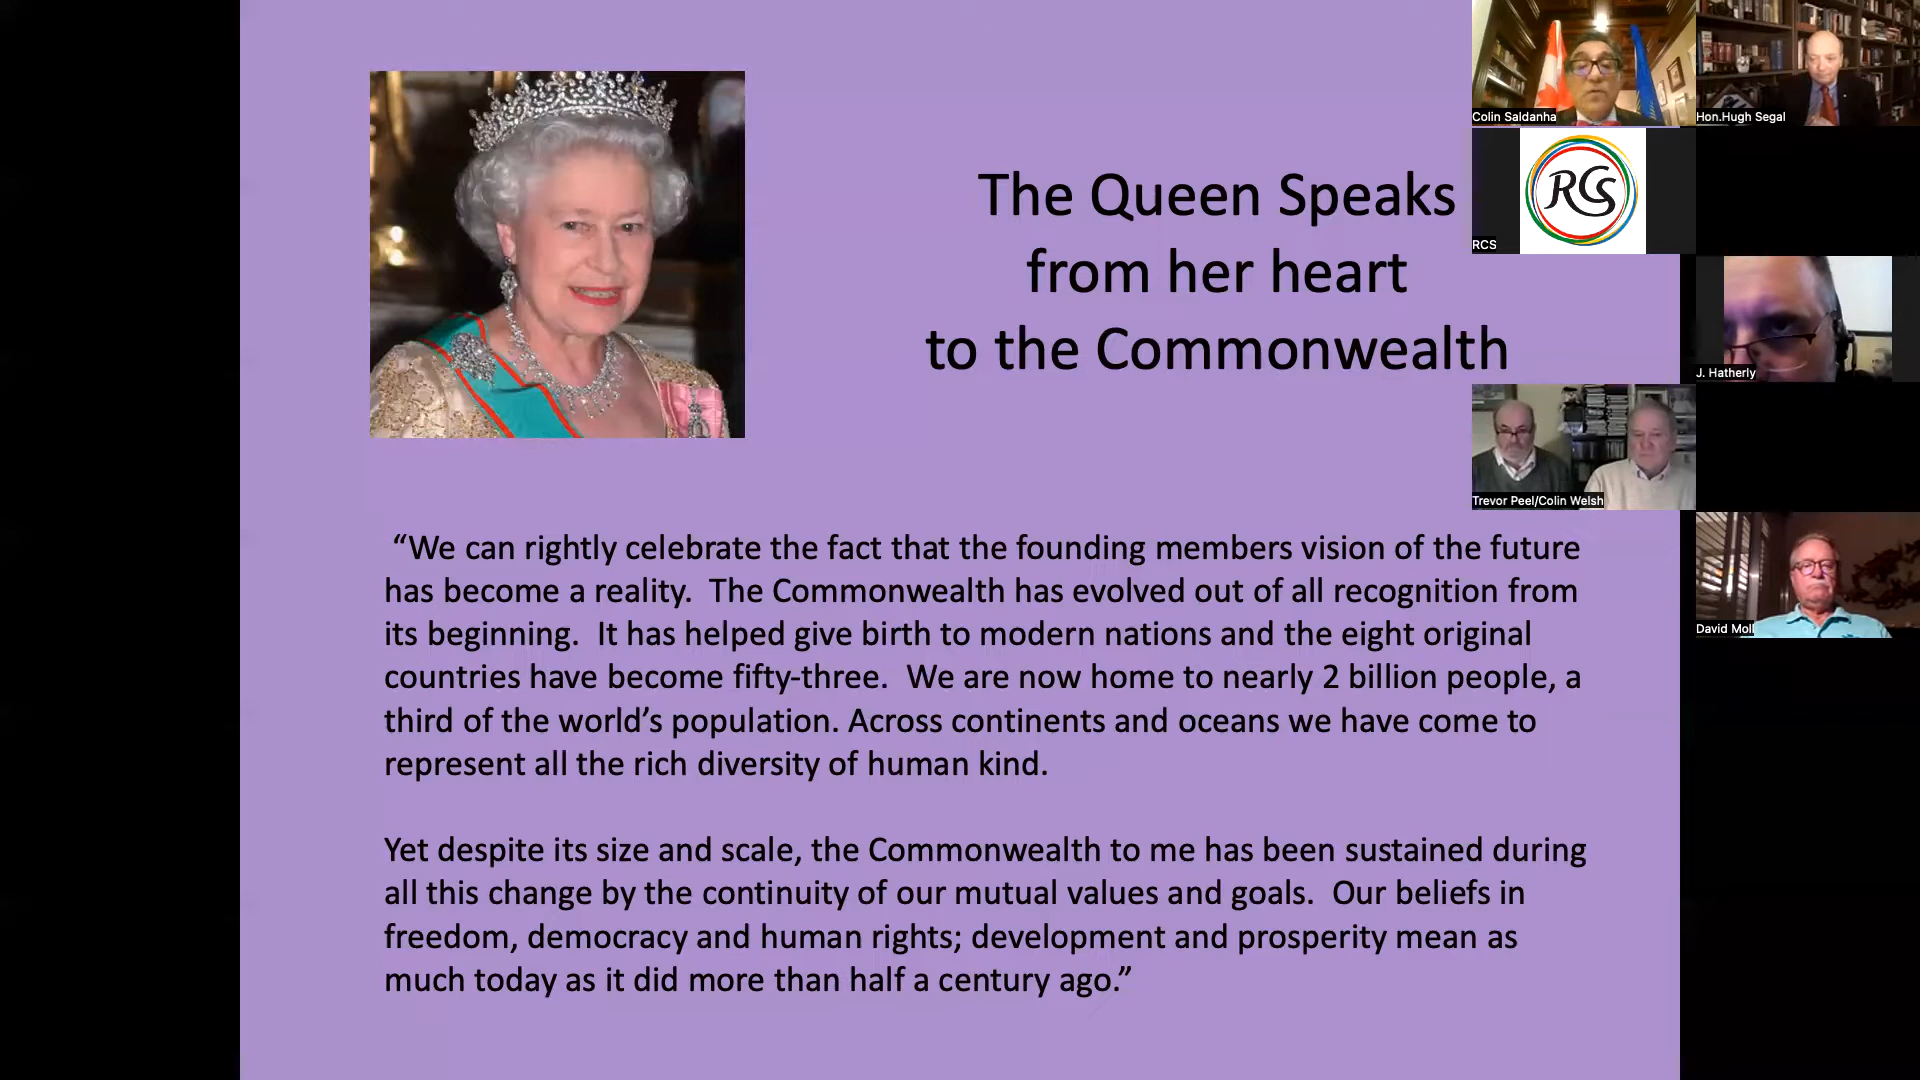 The Queen Speaks
from her heart
to the Commonwealth
“We can rightly celebrate the fact that the founding members vision of the future
has become a reality.  The Commonwealth has evolved out of all recognition from
its beginning.  It has helped give birth to modern nations and the eight original
countries have become fifty-three.  We are now home to nearly 2 billion people, a
third of the world’s population. Across continents and oceans we have come to
represent all the rich diversity of human kind.
Yet despite its size and scale, the Commonwealth to me has been sustained during
all this change by the continuity of our mutual values and goals.  Our beliefs in
freedom, democracy and human rights; development and prosperity mean as
much today as it did more than half a century ago.”
Colin Saldanha
Hon.Hugh Segal
RCS
RCS
J. Hatherly
Trevor Peel/Colin Welsh
David Moll